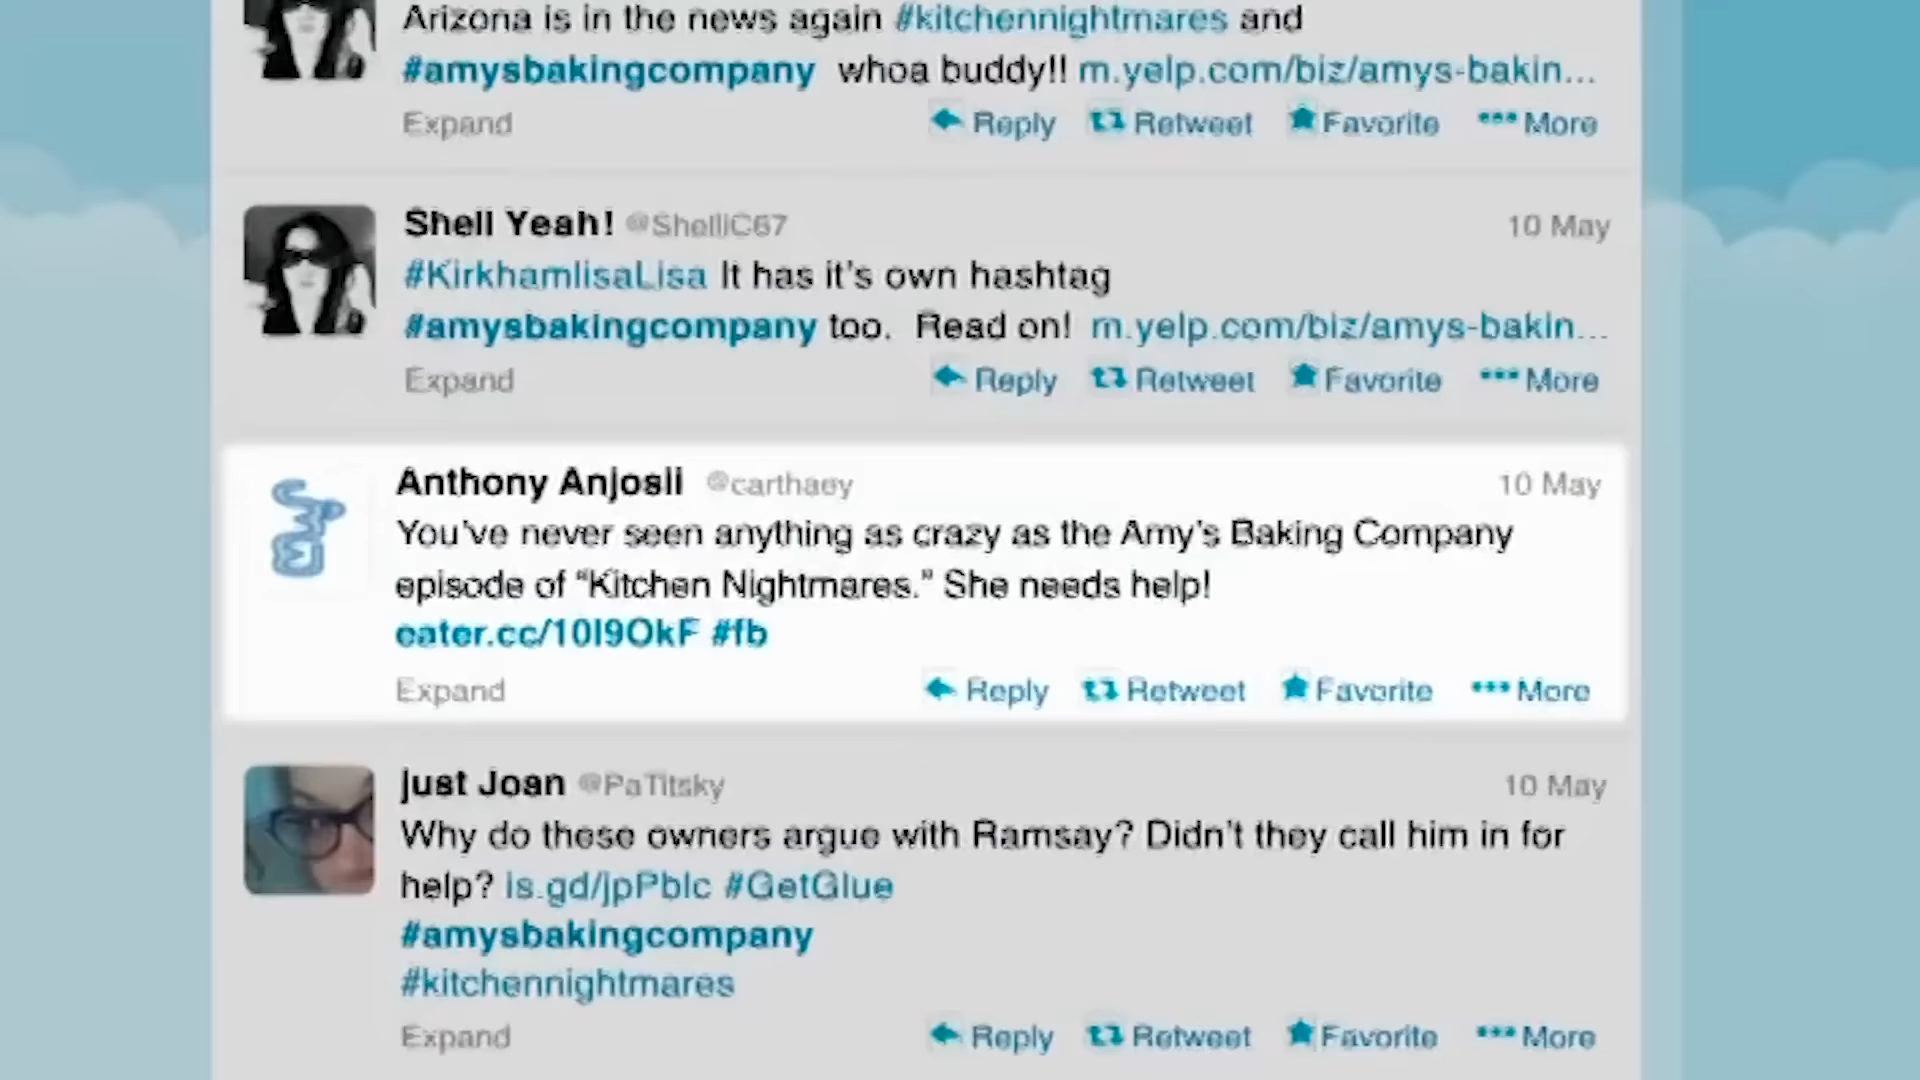 Arizona is in the news again #kitchennightmares and
#amysbakingcompany whoa buddy!! m.yelp.com/biz/amys-bakin...
Expand Reply Retweet Favorite More
Shell Yeah! @ShelliC67 10 May
#KirkhamlisaLisa It has it's own hashtag
#amysbakingcompany too. Read on! m.yelp.com/biz/amys-bakin...
Expand Reply Retweet Favorite More
Anthony Anjosii @carthaey 10 May
You've never seen anything as crazy as the Amy's Baking Company
episode of “Kitchen Nightmares.” She needs help!
eater.cc/10I9OkF #fb
Expand Reply Retweet Favorite More
just Joan @PaTitsky 10 May
Why do these owners argue with Ramsay? Didn't they call him in for
help? is.gd/jpPblc #GetGlue
#amysbakingcompany
#kitchennightmares
Expand Reply Retweet Favorite More